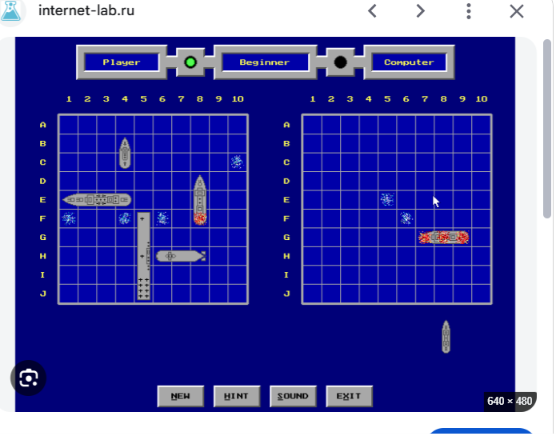 internet-lab.ru
Player Beginner Computer
1 2 3 4 5 6 7 8 9 10 1 2 3 4 5 6 7 8 9 10
A A
B B
C C
D D
E E
F F
G G
H H
I I
J J
NEW HINT SOUND EXIT
640 × 480